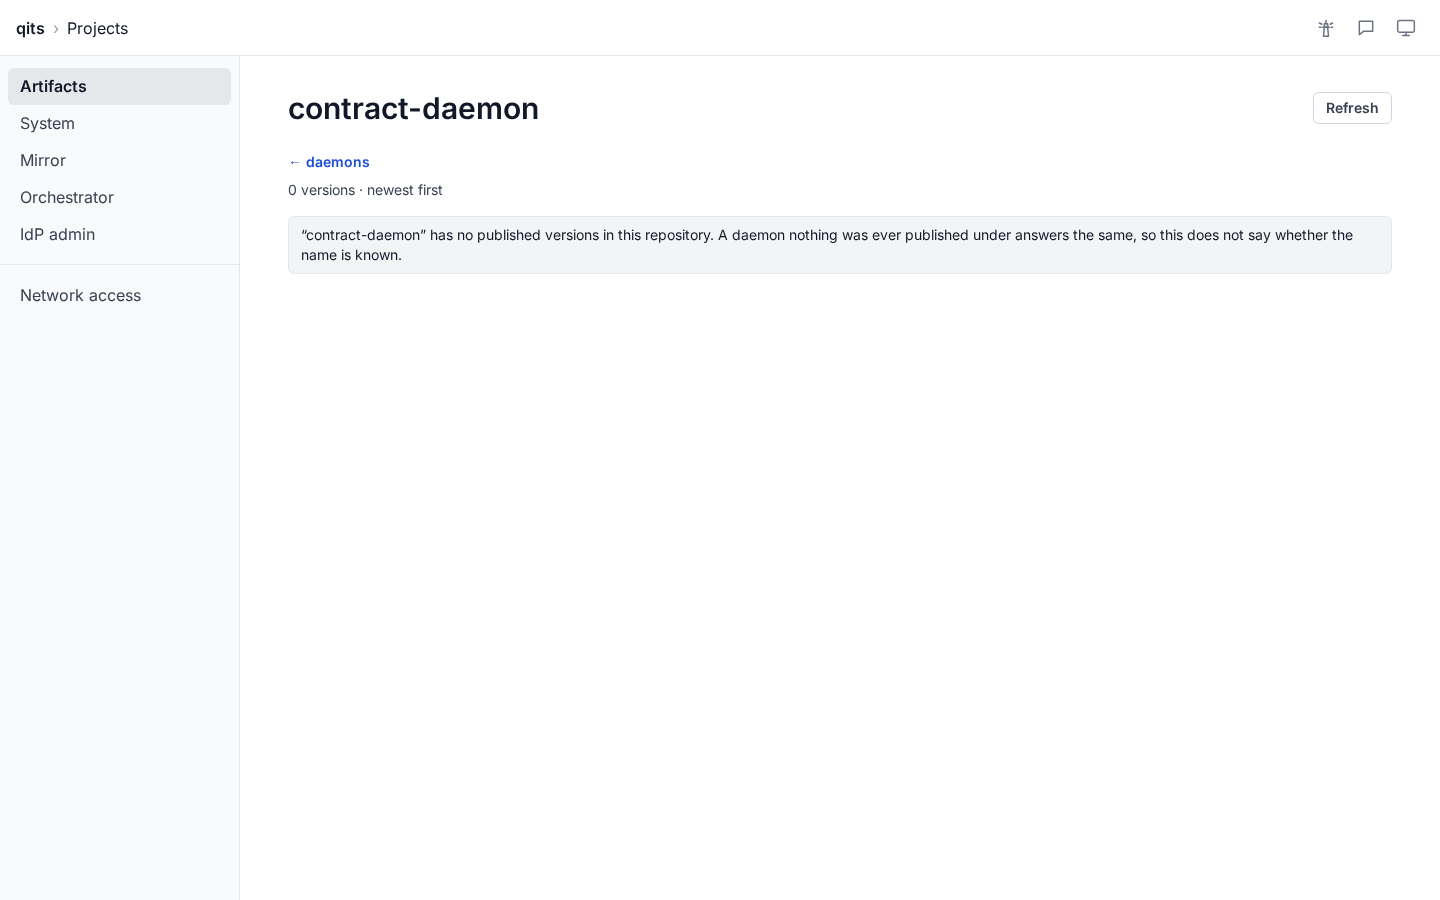 qits › Projects
Artifacts
System
Mirror
Orchestrator
IdP admin
Network access
contract-daemon
Refresh
← daemons
0 versions · newest first
“contract-daemon” has no published versions in this repository. A daemon nothing was ever published under answers the same, so this does not say whether the
name is known.